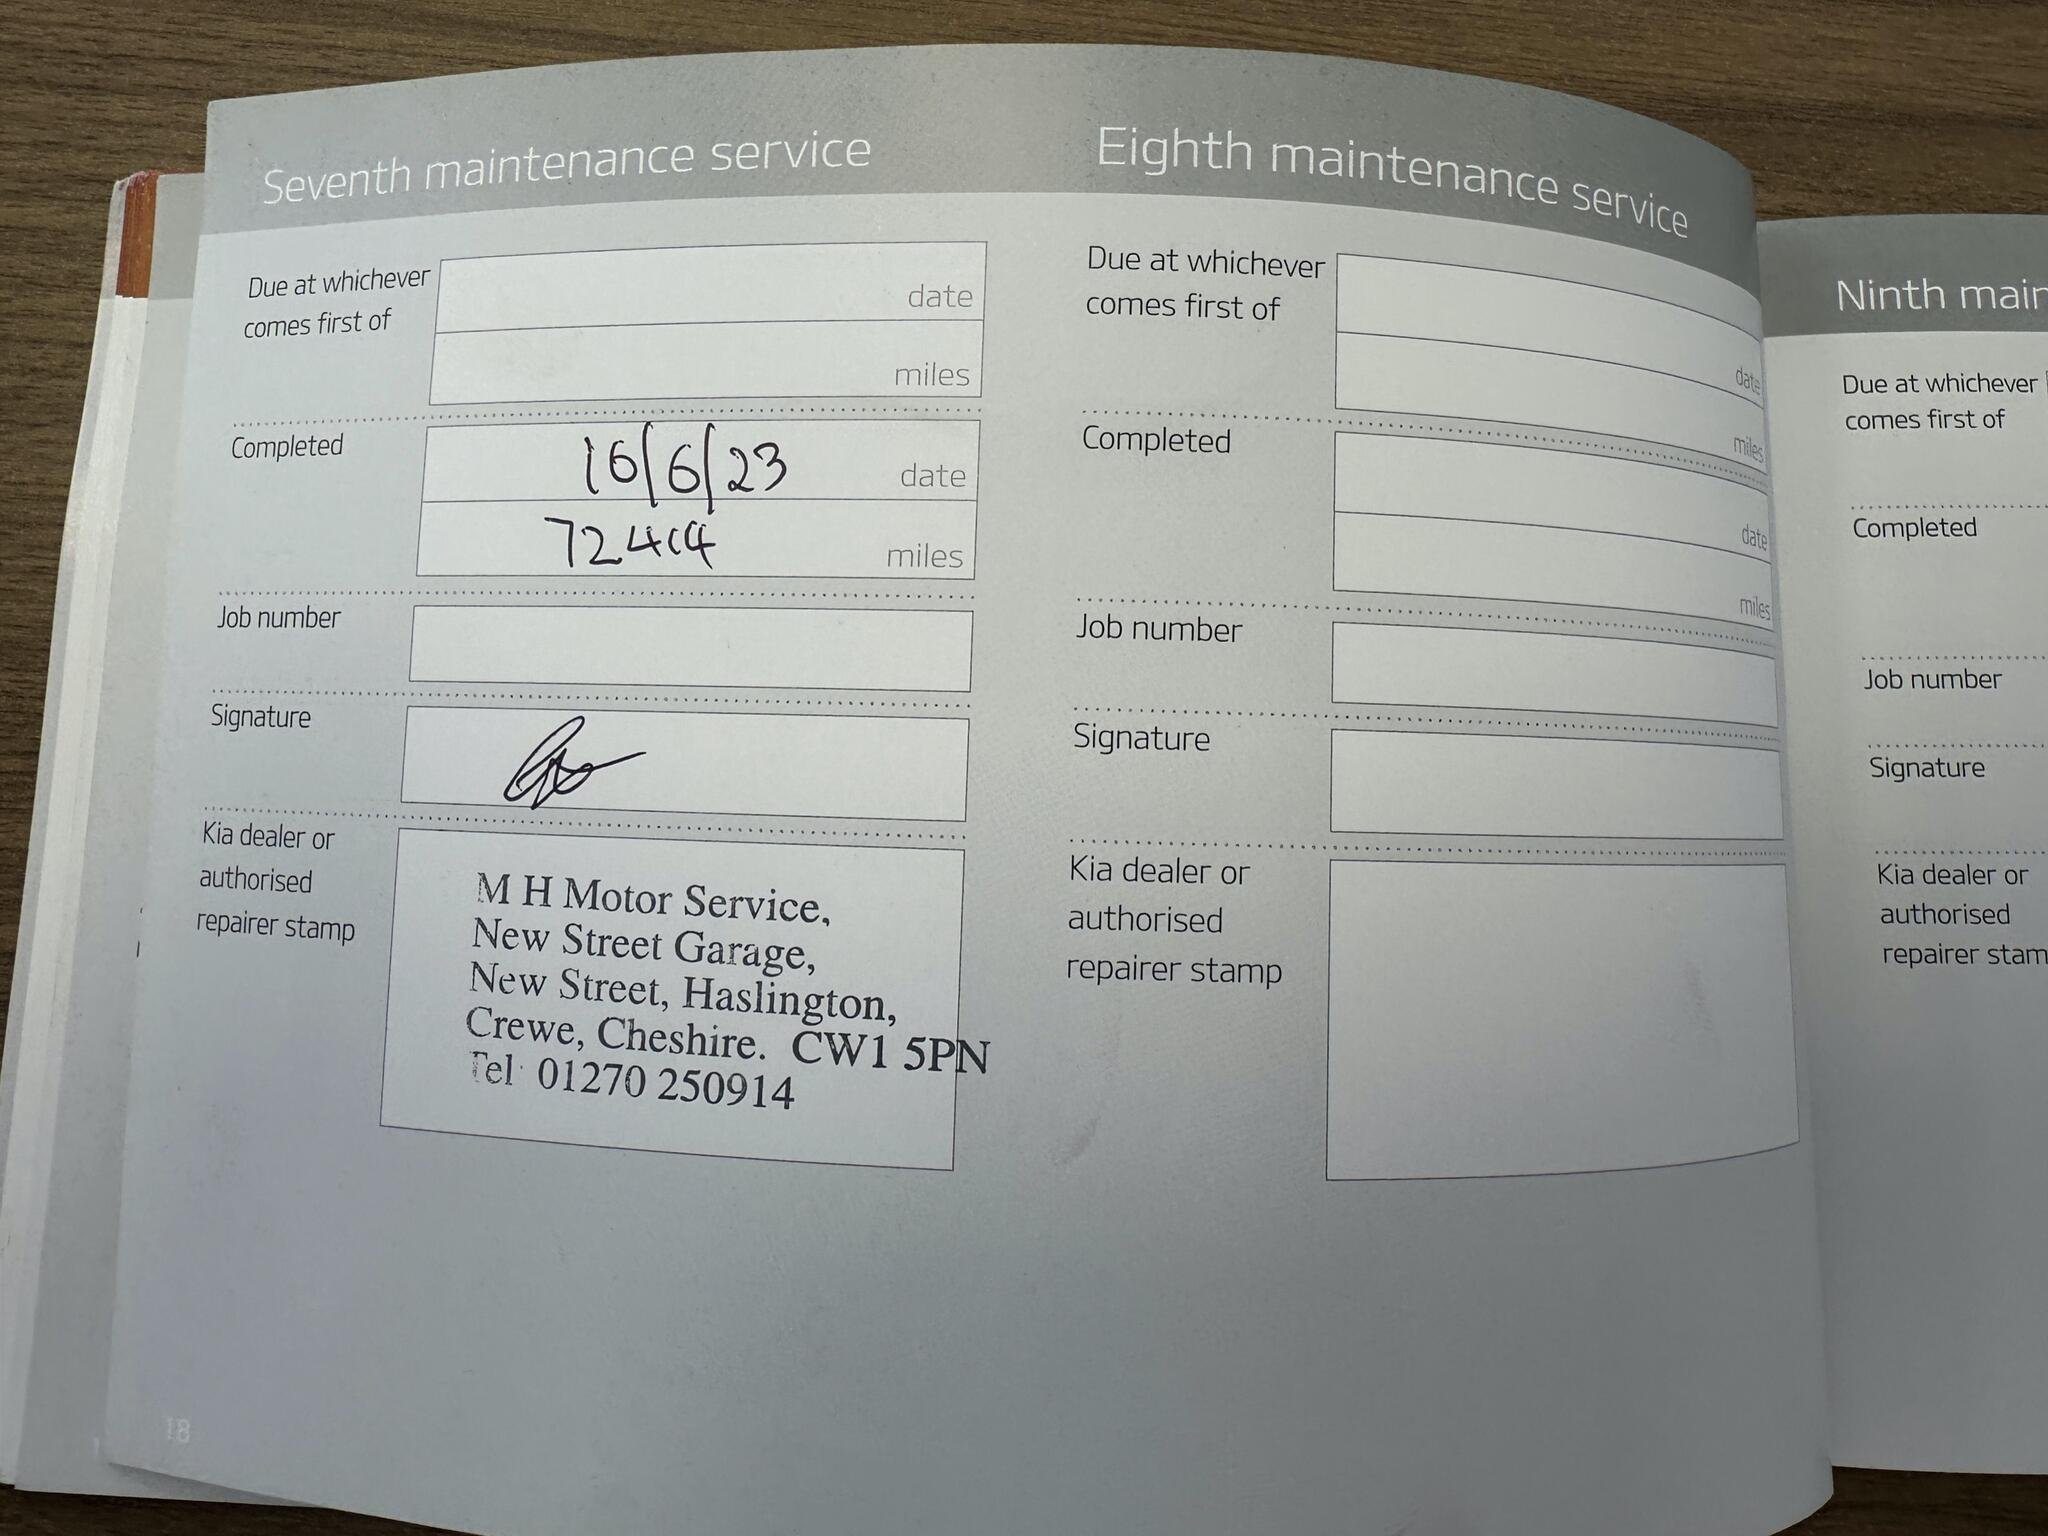 Seventh maintenance service
Due at whichever
comes first of
date
miles
Completed
16/6/23 date
miles
Job number
Signature
Kia dealer or
authorised
repairer stamp
M H Motor Service,
New Street Garage,
New Street, Haslington,
Crewe, Cheshire. CW1 5PN
Tel: 01270 250914
18
Eighth maintenance service
Due at whichever
comes first of
date
miles
Completed
date
miles
Job number
Signature
Kia dealer or
authorised
repairer stamp
Ninth main
Due at whichever
comes first of
Completed
Job number
Signature
Kia dealer or
authorised
repairer stam